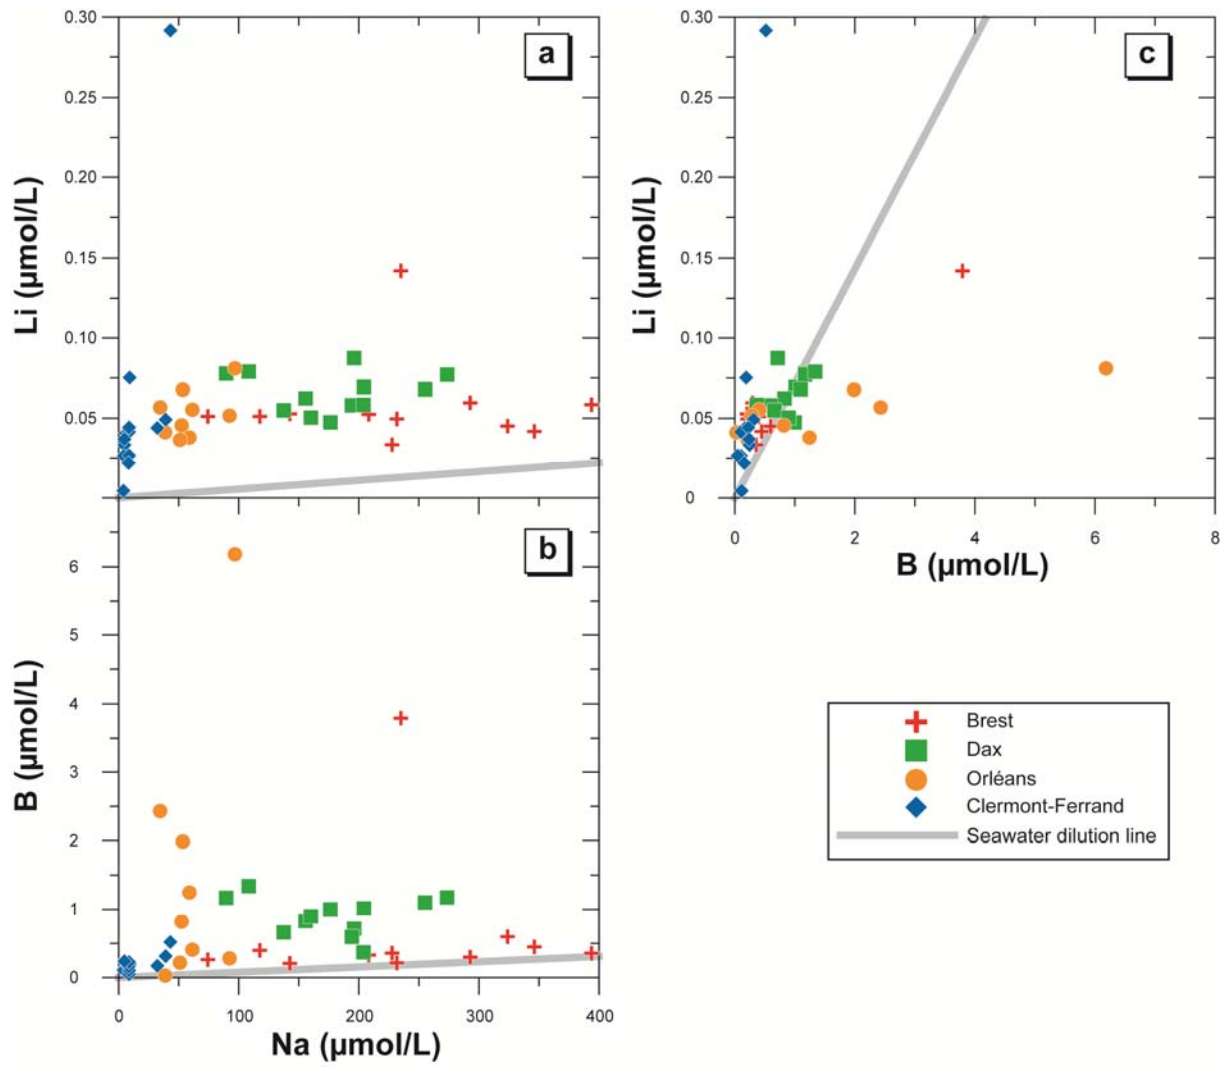 0.30
0.25
0.20
0.15
0.10
0.05
Li (µmol/L)
a
6
5
4
3
2
1
0
B (µmol/L)
b
0 100 200 300 400
Na (µmol/L)
0.30
0.25
0.20
0.15
0.10
0.05
0
Li (µmol/L)
c
0 2 4 6 8
B (µmol/L)
Brest
Dax
Orléans
Clermont-Ferrand
Seawater dilution line